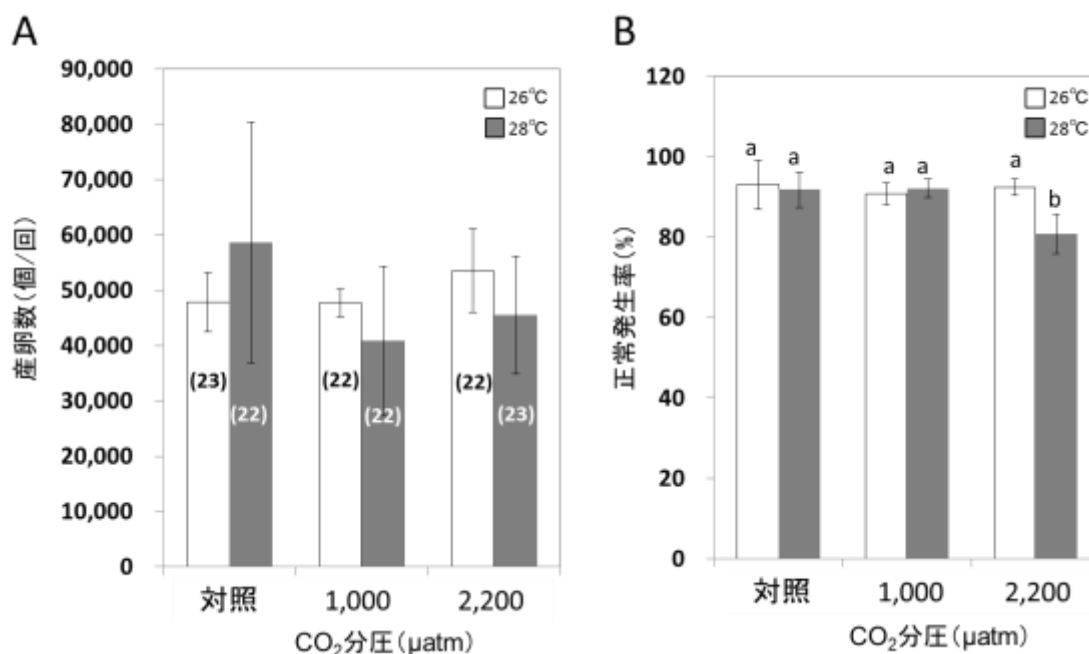 A
産卵数(個/回)
90,000
80,000
70,000
60,000
50,000
40,000
30,000
20,000
10,000
0
26℃
28℃
(23)
(22)
(22)
(22)
(22)
(23)
対照
1,000
2,200
CO₂分圧(µatm)
B
正常発生率(%)
120
100
80
60
40
20
0
26℃
28℃
a
a
a
a
a
b
対照
1,000
2,200
CO₂分圧(µatm)